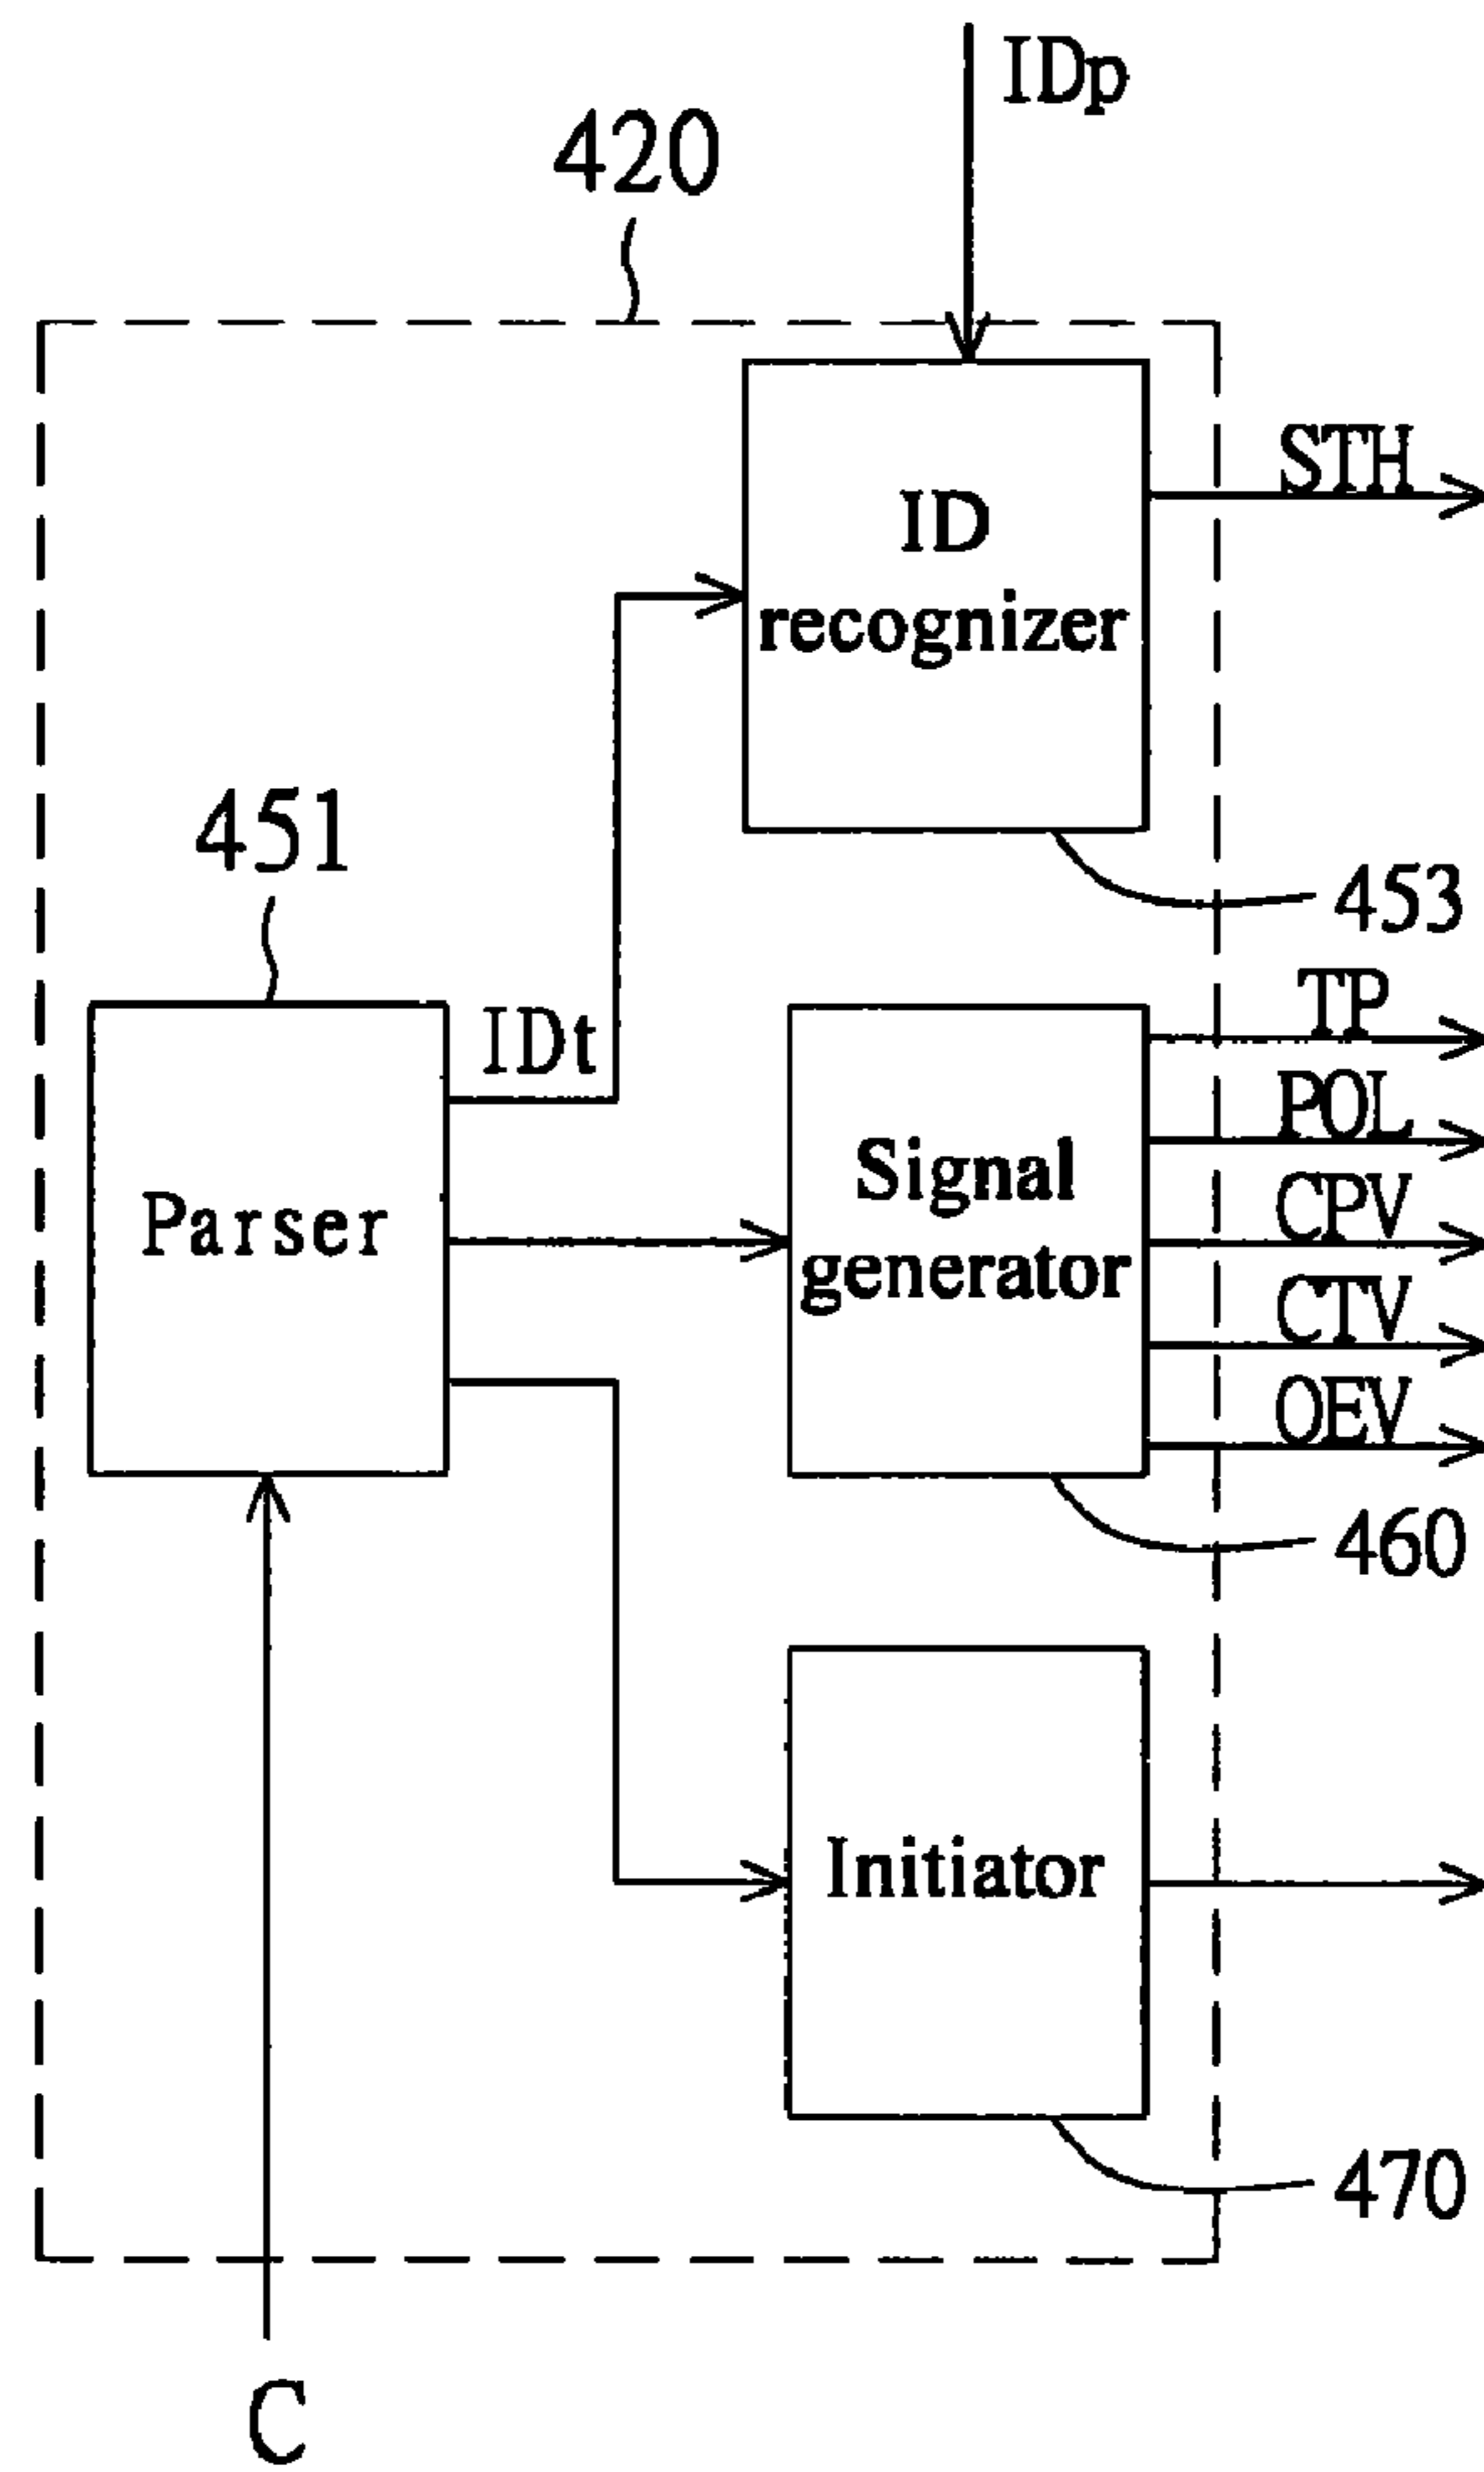 IDp
420
STH
ID
recognizer
451
453
IDt
TP
POL
Signal
generator
Parser
CPV
CTV
OEV
460
Initiator
470
C